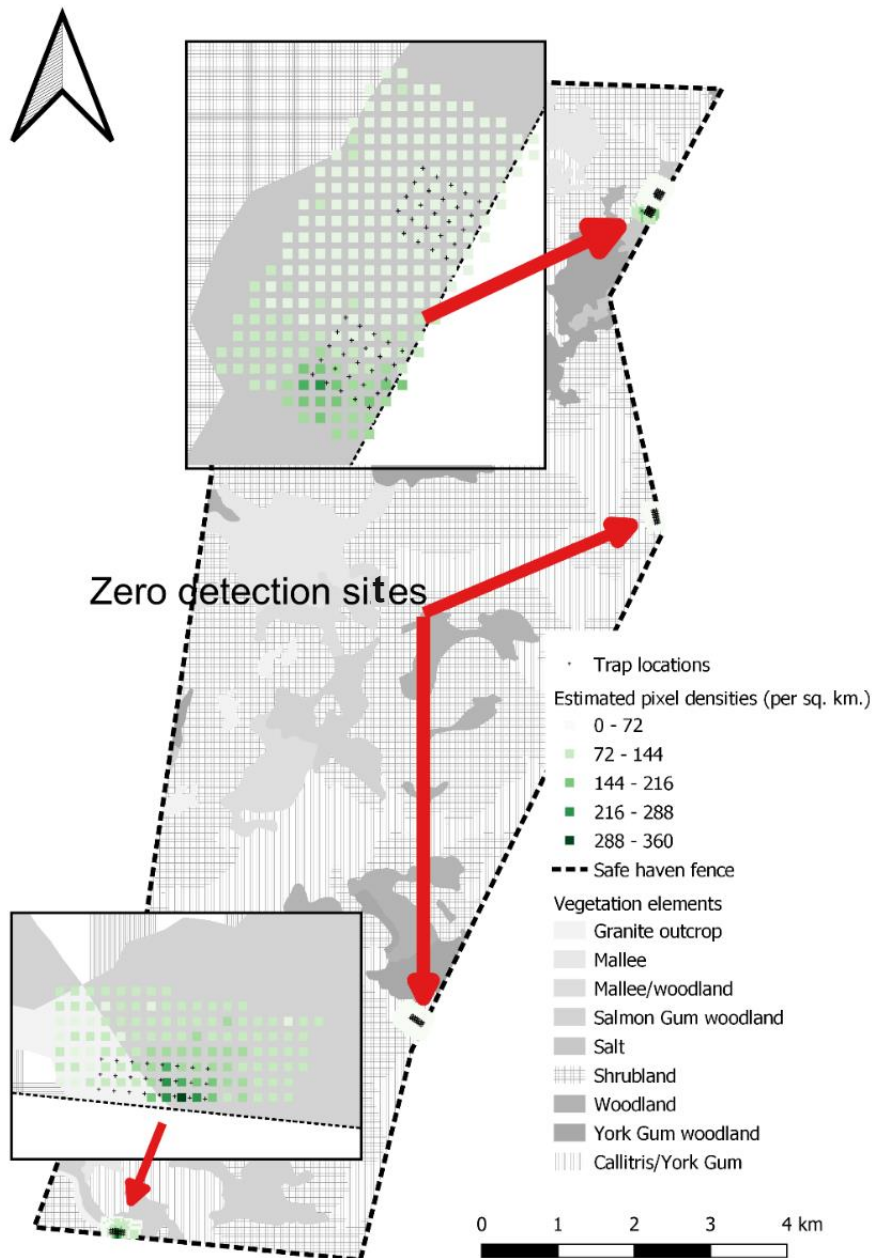 Zero detection sites
Trap locations
Estimated pixel densities (per sq. km.)
0 - 72
72 - 144
144 - 216
216 - 288
288 - 360
Safe haven fence
Vegetation elements
Granite outcrop
Mallee
Mallee/woodland
Salmon Gum woodland
Salt
Shrubland
Woodland
York Gum woodland
Callitris/York Gum
0 1 2 3 4 km